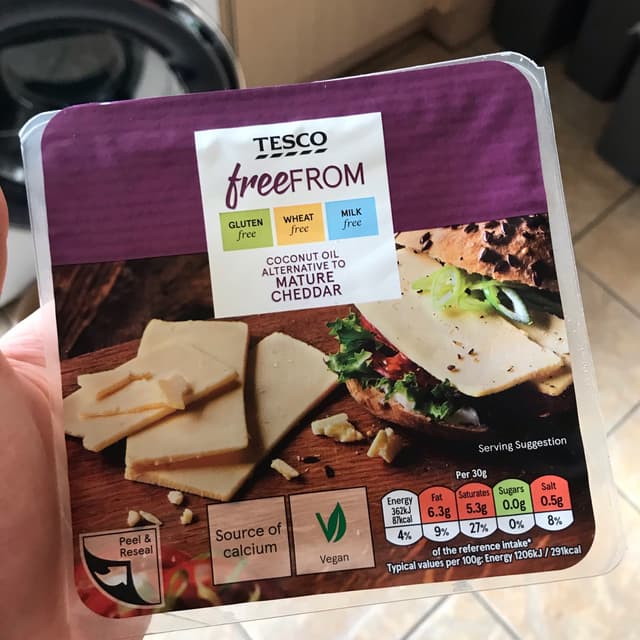 TESCO
freeFROM
GLUTEN free
WHEAT free
MILK free
COCONUT OIL
ALTERNATIVE TO
MATURE
CHEDDAR
Serving Suggestion
Per 30g
Energy 362kJ 87kcal 4%
Fat 6.3g 9%
Saturates 5.3g 27%
Sugars 0.0g 0%
Salt 0.5g 8%
of the reference intake*
Typical values per 100g: Energy 1206kJ / 291kcal
Source of
calcium
Vegan
Peel &
Reseal